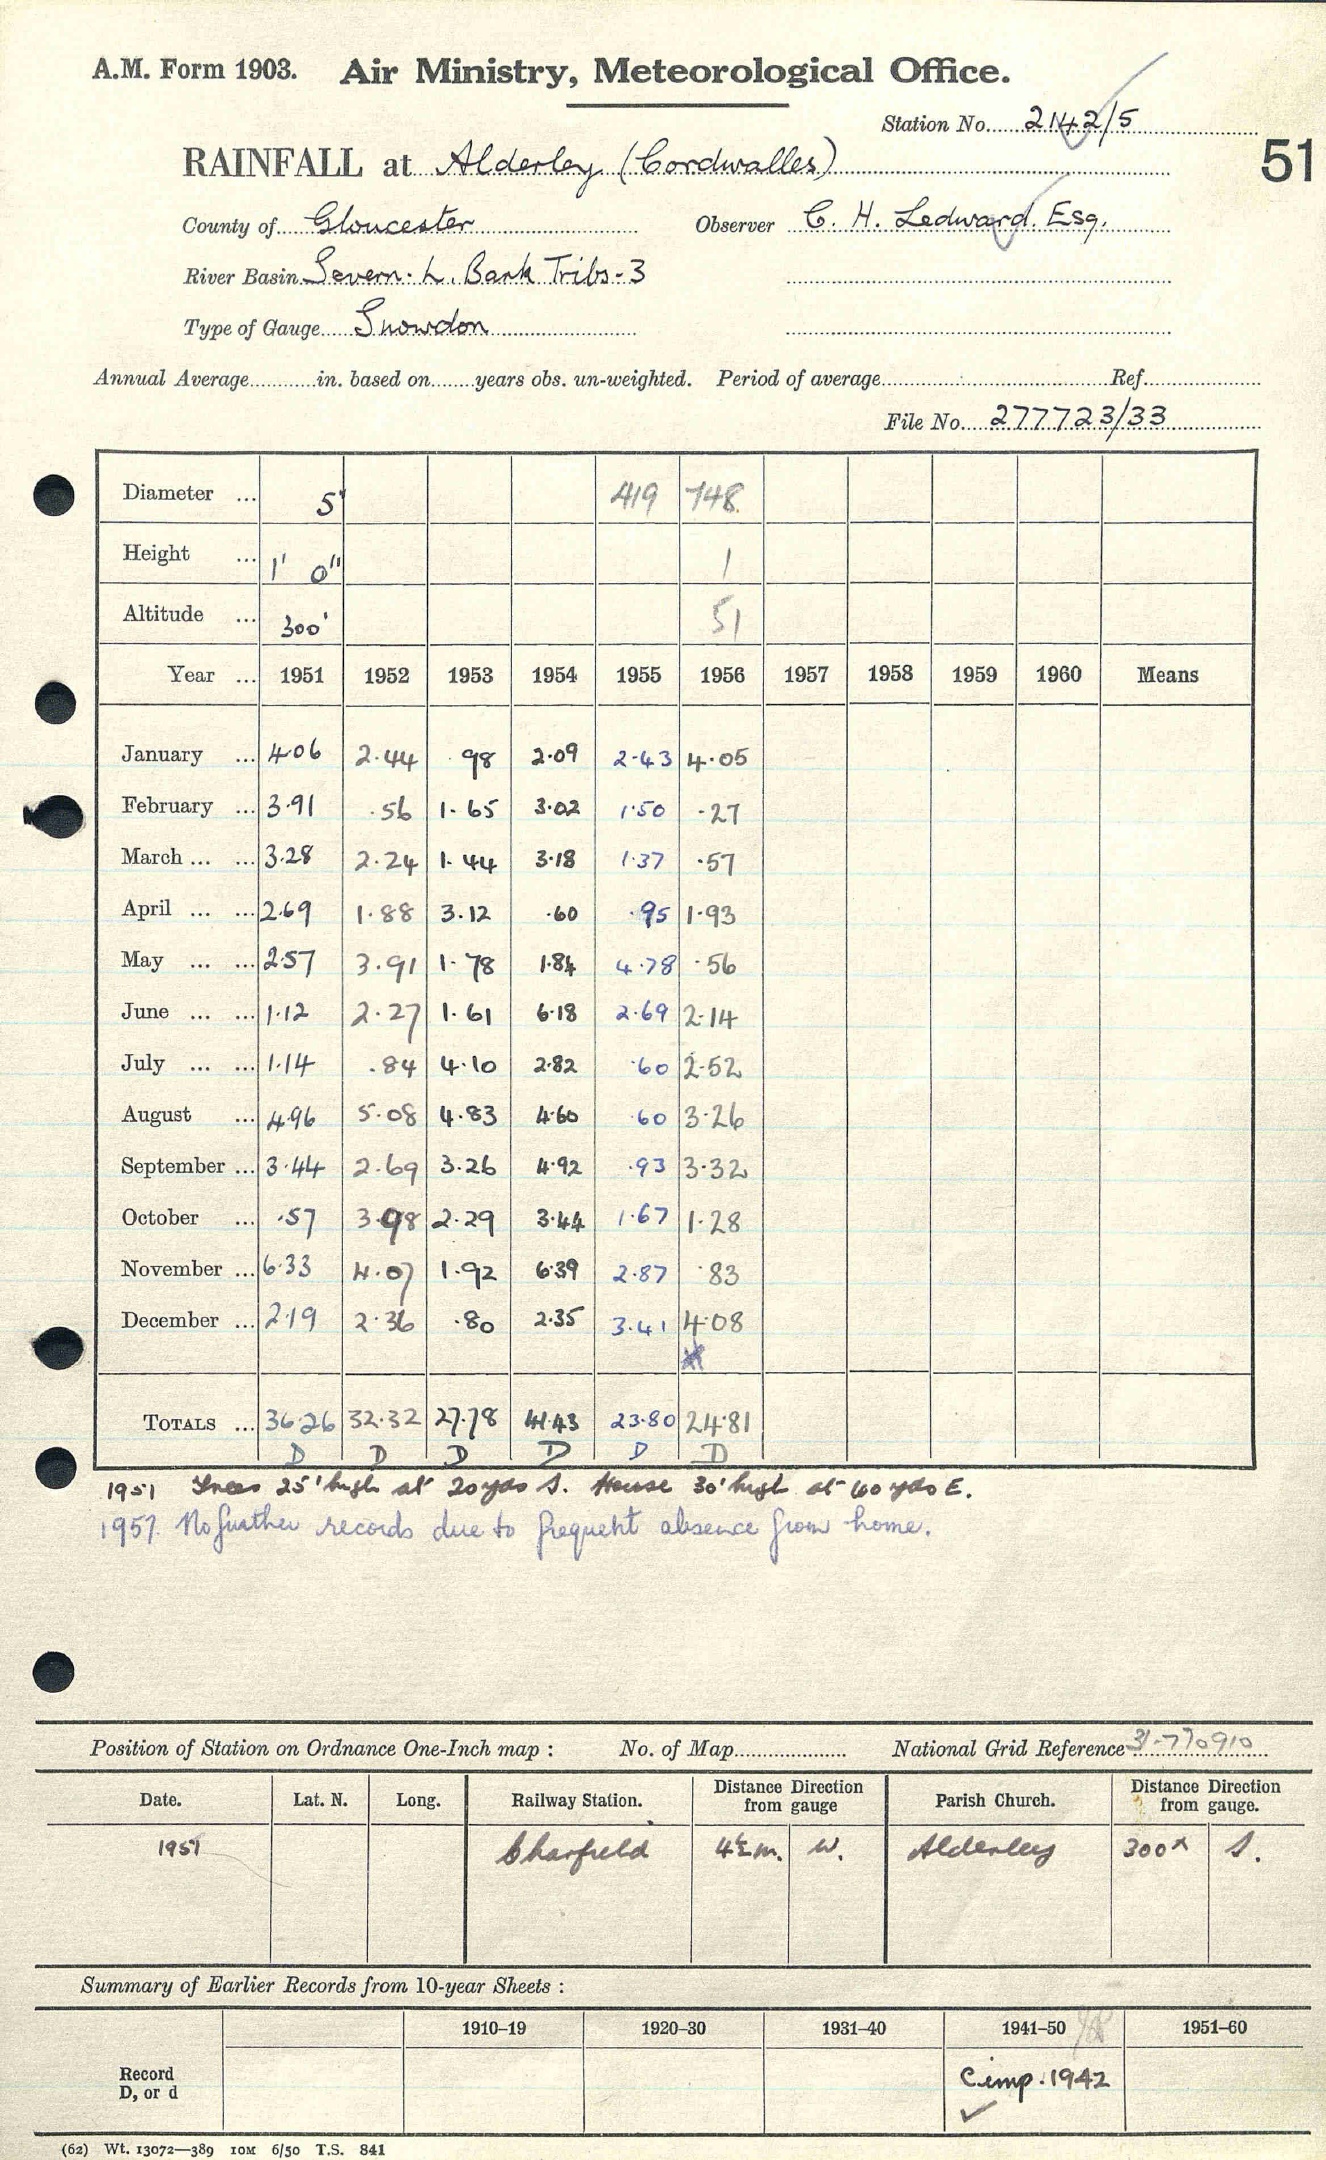 A.M. Form 1903. Air Ministry, Meteorological Office.
Station No. 2142/5
51
RAINFALL at Alderley (Cordwalles)
County of Gloucester Observer C. H. Ledward. Esq.
River Basin Severn. L. Bank Tribs-3
Type of Gauge Snowdon
Annual Average in. based on years obs. un-weighted. Period of average Ref.
File No. 277723/33
Diameter ... 5" 419 748
Height ... 1' 0" 1
Altitude ... 300' 51
Year ... 1951 1952 1953 1954 1955 1956 1957 1958 1959 1960 Means
January ... 4.06 2.44 .98 2.09 2.43 4.05
February ... 3.91 .56 1.65 3.02 1.50 .27
March ... ... 3.28 2.24 1.44 3.18 1.37 .57
April ... ... 2.69 1.88 3.12 .60 .95 1.93
May ... ... 2.57 3.91 1.78 1.84 4.78 .56
June ... ... 1.12 2.27 1.61 6.18 2.69 2.14
July ... ... 1.14 .84 4.10 2.82 .60 2.52
August ... 4.96 5.08 4.83 4.60 .60 3.26
September ... 3.44 2.69 3.26 4.92 .93 3.32
October ... .57 3.98 2.29 3.44 1.67 1.28
November ... 6.33 4.07 1.92 6.39 2.87 .83
December ... 2.19 2.36 .80 2.35 3.41 4.08
TOTALS ... 36.26 32.32 27.78 41.43 23.80 24.81
D D D D D D
1951 Trees 25' high at 20 yds S. House 30' high at 60 yds E.
1957. No further records due to frequent absence from home.
Position of Station on Ordnance One-Inch map : No. of Map National Grid Reference 31-770910
Date. Lat. N. Long. Railway Station. Distance Direction from gauge Parish Church. Distance Direction from gauge.
1951 Charfield 4½m. W. Alderley 300x S.
Summary of Earlier Records from 10-year Sheets :
1910–19 1920–30 1931–40 1941–50 1951–60
Record D, or d C imp. 1942
(62) Wt. 13072—389 10M 6/50 T.S. 841